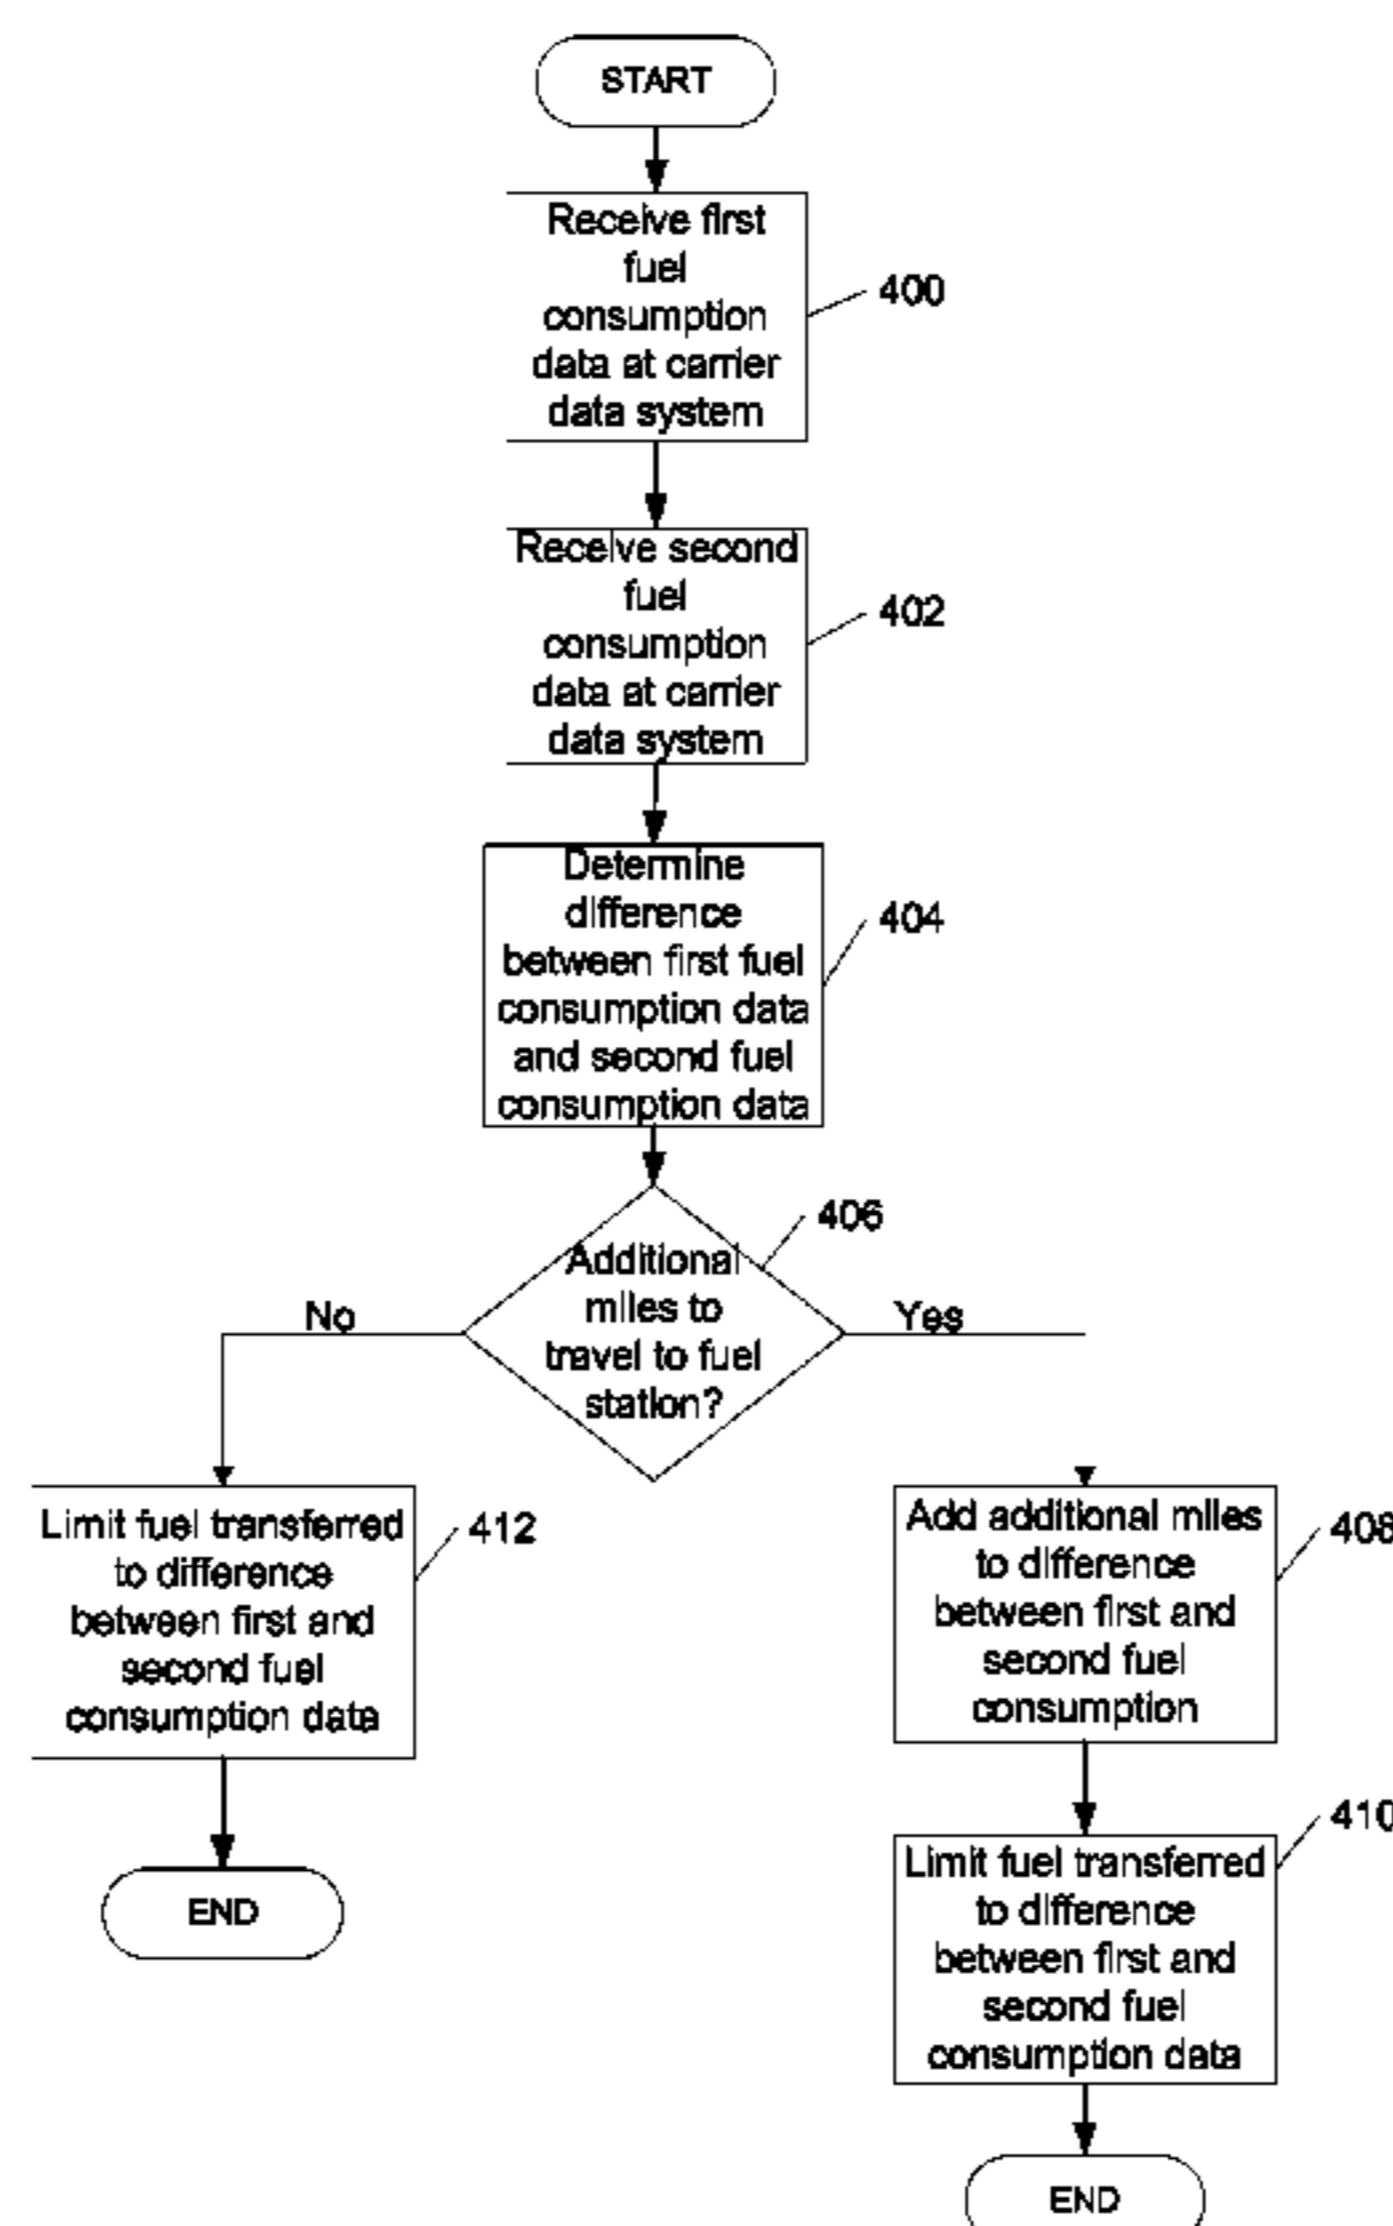 START
Receive first
fuel
consumption
data at carrier
data system
400
Receive second
fuel
consumption
data at carrier
data system
402
Determine
difference
between first fuel
consumption data
and second fuel
consumption data
404
406
Additional
miles to
travel to fuel
station?
No
Yes
Limit fuel transferred
to difference
between first and
second fuel
consumption data
412
Add additional miles
to difference
between first and
second fuel
consumption
408
Limit fuel transferred
to difference
between first and
second fuel
consumption data
410
END
END